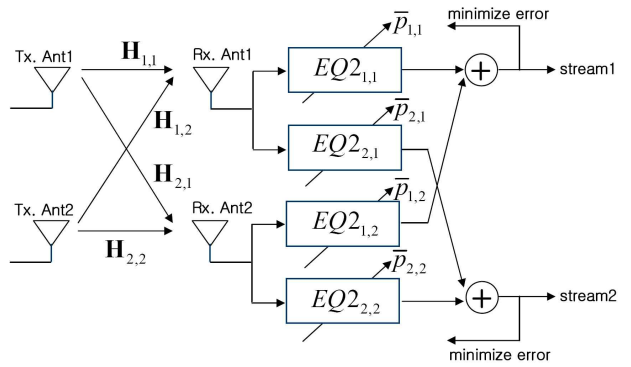 minimize error
Tx. Ant1
H₁,₁
Rx. Ant1
EQ2₁,₁
p̅₁,₁
+
stream1
H₁,₂
EQ2₂,₁
p̅₂,₁
H₂,₁
Tx. Ant2
Rx. Ant2
EQ2₁,₂
p̅₁,₂
H₂,₂
EQ2₂,₂
p̅₂,₂
+
stream2
minimize error